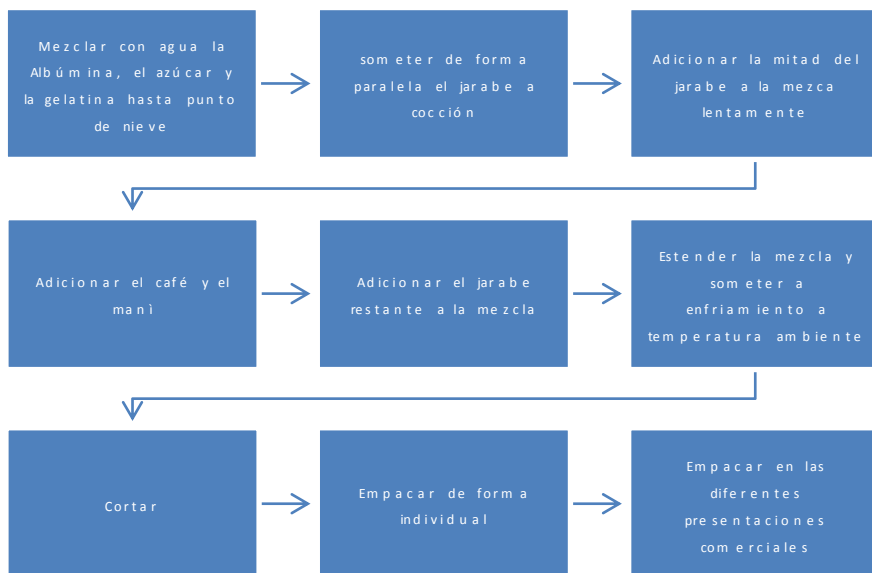 Mezclar con agua la
Albúmina, el azúcar y
la gelatina hasta punto
de nieve
someter de forma
paralela el jarabe a
cocción
Adicionar la mitad del
jarabe a la mezca
lentamente
Adicionar el café y el
manì
Adicionar el jarabe
restante a la mezcla
Estender la mezcla y
someter a
enfriamiento a
temperatura ambiente
Cortar
Empacar de forma
individual
Empacar en las
diferentes
presentaciones
comerciales